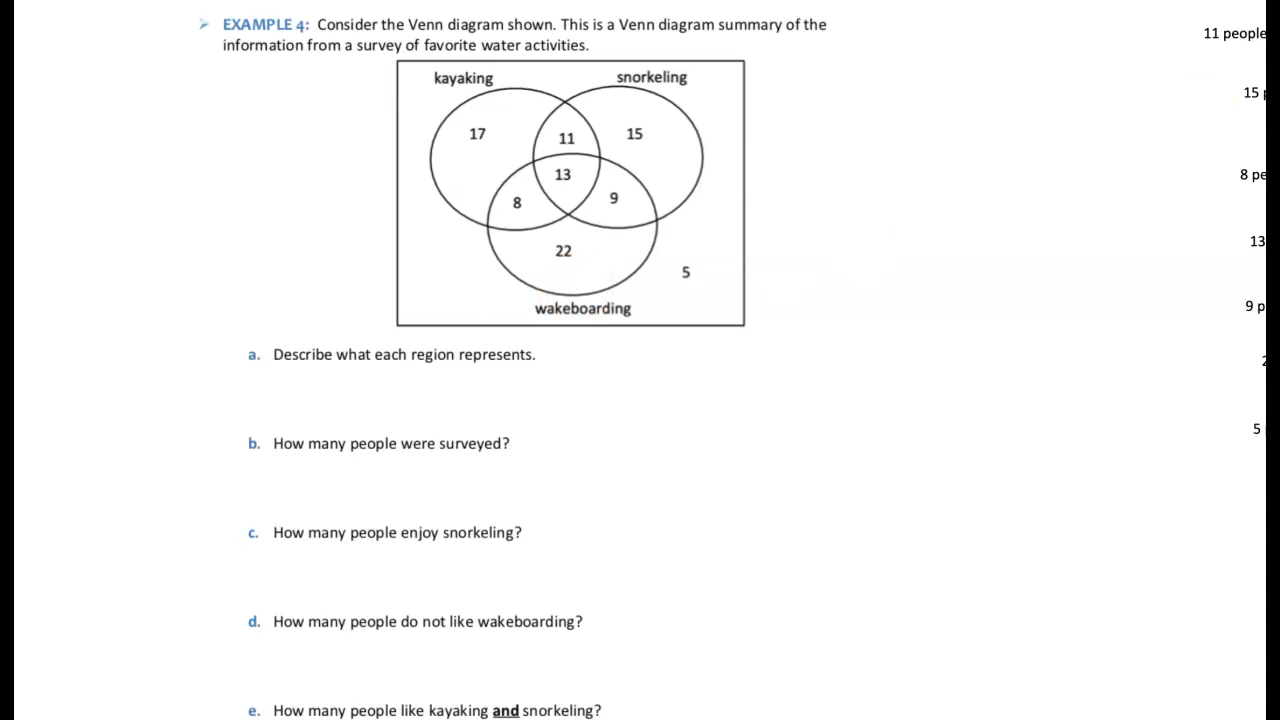 EXAMPLE 4: Consider the Venn diagram shown. This is a Venn diagram summary of the
information from a survey of favorite water activities.
kayaking
snorkeling
17
11
15
13
8
9
22
5
wakeboarding
a. Describe what each region represents.
b. How many people were surveyed?
c. How many people enjoy snorkeling?
d. How many people do not like wakeboarding?
e. How many people like kayaking and snorkeling?
11 people
15
8
13
9
5